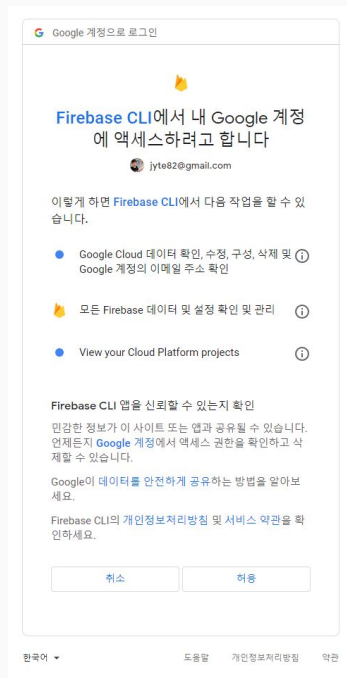 Google 계정으로 로그인
Firebase CLI에서 내 Google 계정
에 액세스하려고 합니다
jyte82@gmail.com
이렇게 하면 Firebase CLI에서 다음 작업을 할 수 있
습니다.
Google Cloud 데이터 확인, 수정, 구성, 삭제 및
Google 계정의 이메일 주소 확인
모든 Firebase 데이터 및 설정 확인 및 관리
View your Cloud Platform projects
Firebase CLI 앱을 신뢰할 수 있는지 확인
민감한 정보가 이 사이트 또는 앱과 공유될 수 있습니다.
언제든지 Google 계정에서 액세스 권한을 확인하고 삭
제할 수 있습니다.
Google이 데이터를 안전하게 공유하는 방법을 알아보
세요.
Firebase CLI의 개인정보처리방침 및 서비스 약관을 확
인하세요.
취소
허용
한국어
도움말
개인정보처리방침
약관